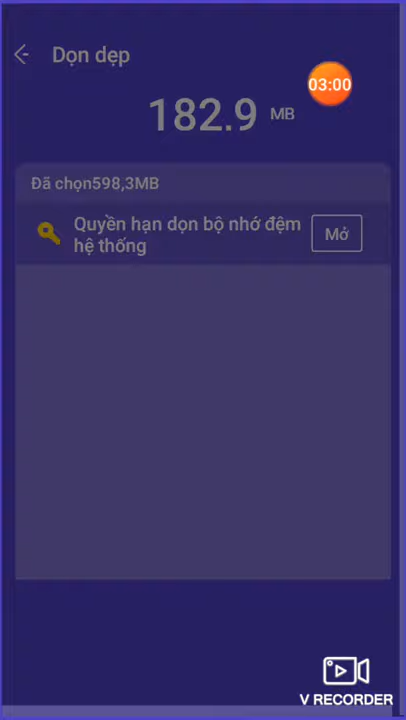 Dọn dẹp
03:00
182.9 MB
Đã chọn598,3MB
Quyền hạn dọn bộ nhớ đệm
hệ thống
Mở
V RECORDER